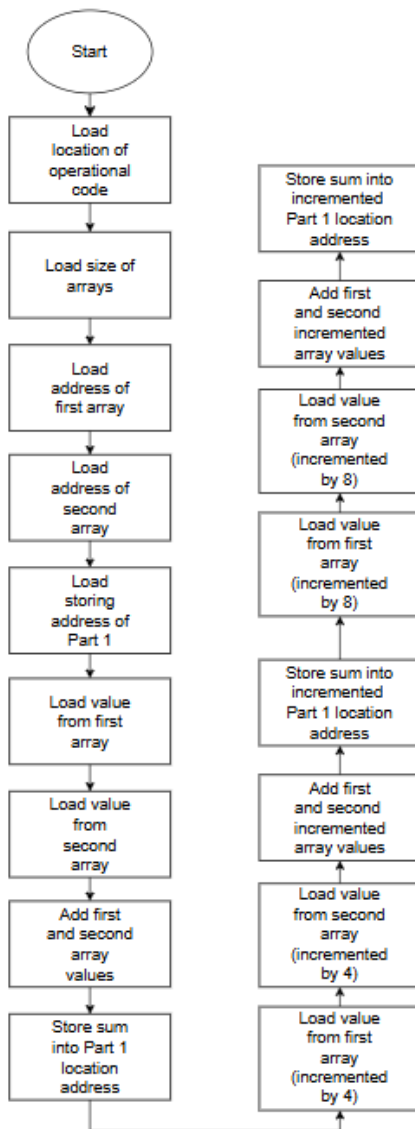 Start
Load
location of
operational
code
Load size of
arrays
Load
address of
first array
Load
address of
second
array
Load
storing
address of
Part 1
Load value
from first
array
Load value
from
second
array
Add first
and second
array
values
Store sum
into Part 1
location
address
Load value
from first
array
(incremented
by 4)
Load value
from second
array
(incremented
by 4)
Add first
and second
incremented
array values
Store sum into
incremented
Part 1 location
address
Load value
from first
array
(incremented
by 8)
Load value
from second
array
(incremented
by 8)
Add first
and second
incremented
array values
Store sum into
incremented
Part 1 location
address